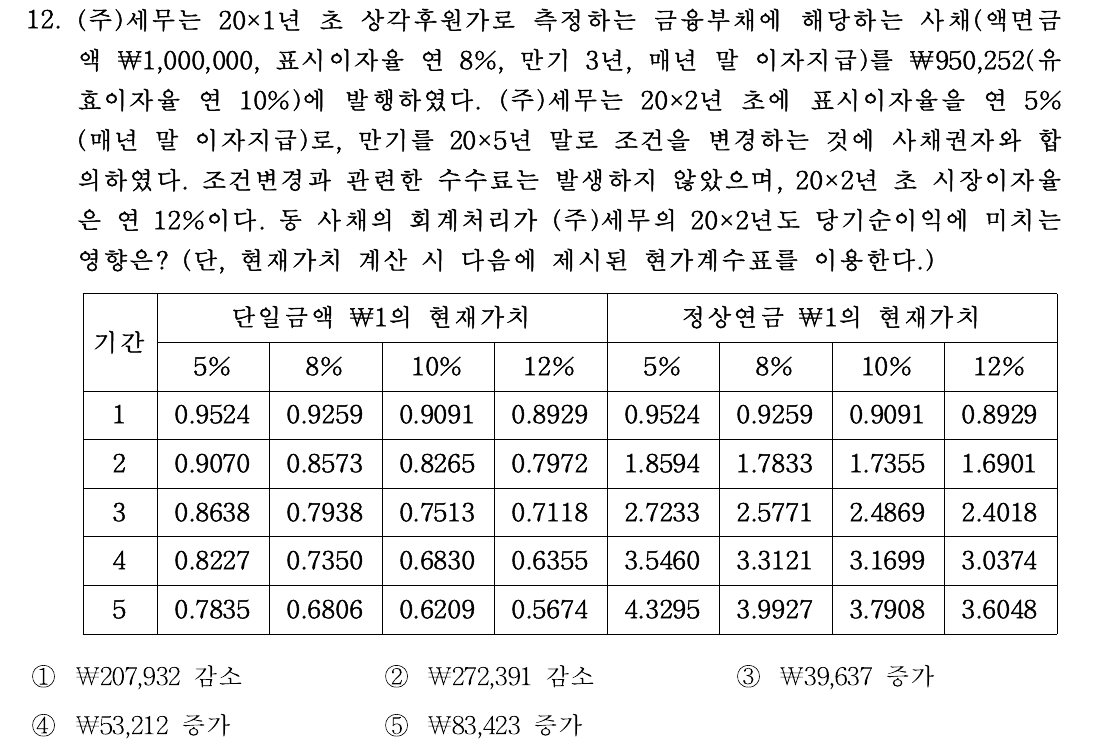 12. (주)세무는 20×1년 초 상각후원가로 측정하는 금융부채에 해당하는 사채(액면금
액 ₩1,000,000, 표시이자율 연 8%, 만기 3년, 매년 말 이자지급)를 ₩950,252(유
효이자율 연 10%)에 발행하였다. (주)세무는 20×2년 초에 표시이자율을 연 5%
(매년 말 이자지급)로, 만기를 20×5년 말로 조건을 변경하는 것에 사채권자와 합
의하였다. 조건변경과 관련한 수수료는 발생하지 않았으며, 20×2년 초 시장이자율
은 연 12%이다. 동 사채의 회계처리가 (주)세무의 20×2년도 당기순이익에 미치는
영향은? (단, 현재가치 계산 시 다음에 제시된 현가계수표를 이용한다.)
기간 단일금액 ₩1의 현재가치 정상연금 ₩1의 현재가치
5% 8% 10% 12% 5% 8% 10% 12%
1 0.9524 0.9259 0.9091 0.8929 0.9524 0.9259 0.9091 0.8929
2 0.9070 0.8573 0.8265 0.7972 1.8594 1.7833 1.7355 1.6901
3 0.8638 0.7938 0.7513 0.7118 2.7233 2.5771 2.4869 2.4018
4 0.8227 0.7350 0.6830 0.6355 3.5460 3.3121 3.1699 3.0374
5 0.7835 0.6806 0.6209 0.5674 4.3295 3.9927 3.7908 3.6048
① ₩207,932 감소 ② ₩272,391 감소 ③ ₩39,637 증가
④ ₩53,212 증가 ⑤ ₩83,423 증가